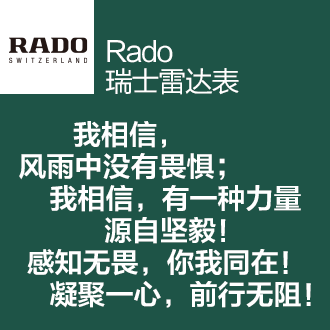 RADO
SWITZERLAND
Rado
瑞士雷达表
我相信，
风雨中没有畏惧；
我相信，有一种力量
源自坚毅！
感知无畏，你我同在！
凝聚一心，前行无阻！